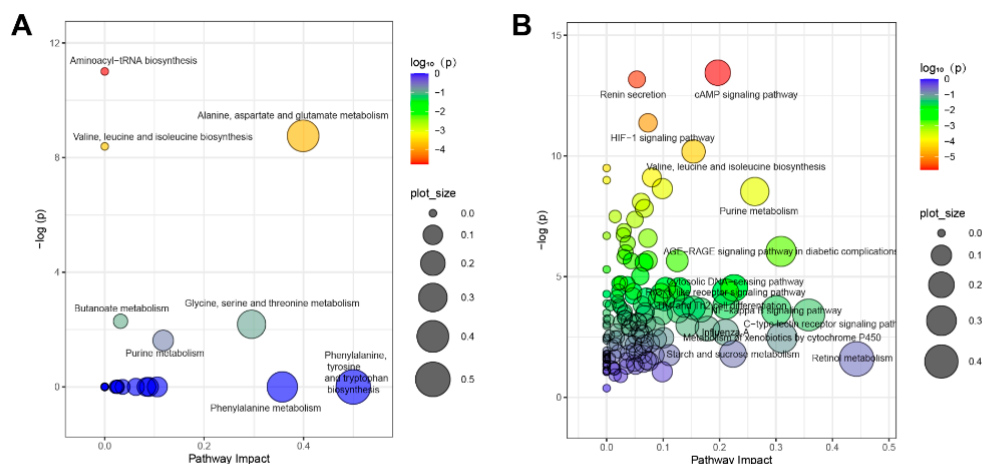 A
12
8
4
0
-log (p)
0.0
0.2
0.4
Pathway Impact
Aminoacyl-tRNA biosynthesis
Alanine, aspartate and glutamate metabolism
Valine, leucine and isoleucine biosynthesis
Butanoate metabolism
Glycine, serine and threonine metabolism
Purine metabolism
Phenylalanine,
tyrosine
and tryptophan
biosynthesis
Phenylalanine metabolism
log₁₀ (p)
0
-1
-2
-3
-4
plot_size
0.0
0.1
0.2
0.3
0.4
0.5
B
15
10
5
0
-log (p)
0.0
0.1
0.2
0.3
0.4
0.5
Pathway Impact
Renin secretion
cAMP signaling pathway
HIF-1 signaling pathway
Valine, leucine and isoleucine biosynthesis
Purine metabolism
AGE-RAGE signaling pathway in diabetic complications
Cytosolic DNA-sensing pathway
receptor signaling pathway
cell differentiation
signaling pathway
C-type lectin receptor signaling path
Influenza A
Metabolism of xenobiotics by cytochrome P450
Starch and sucrose metabolism
Retinol metabolism
log₁₀ (p)
0
-1
-2
-3
-4
-5
plot_size
0.0
0.1
0.2
0.3
0.4